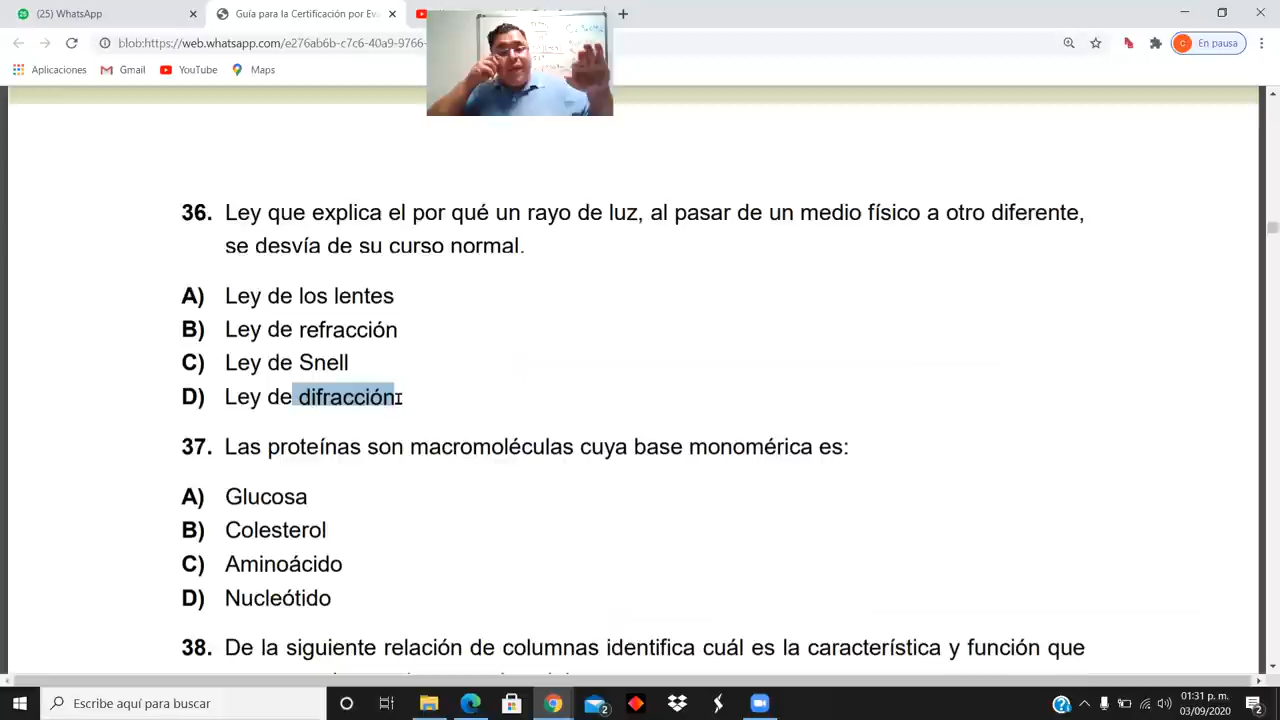 (25) WhatsApp
Guía para la Certificación por Eva
blob:https://web.whatsapp.com/e2
6ab6b-c7c6-40a9-9766-
En pausa
Aplicaciones
Gmail
YouTube
Maps
36. Ley que explica el por qué un rayo de luz, al pasar de un medio físico a otro diferente,
se desvía de su curso normal.
A) Ley de los lentes
B) Ley de refracción
C) Ley de Snell
D) Ley de difracción
37. Las proteínas son macromoléculas cuya base monomérica es:
A) Glucosa
B) Colesterol
C) Aminoácido
D) Nucleótido
38. De la siguiente relación de columnas identifica cuál es la característica y función que
Escribe aquí para buscar
01:31 p. m.
03/09/2020